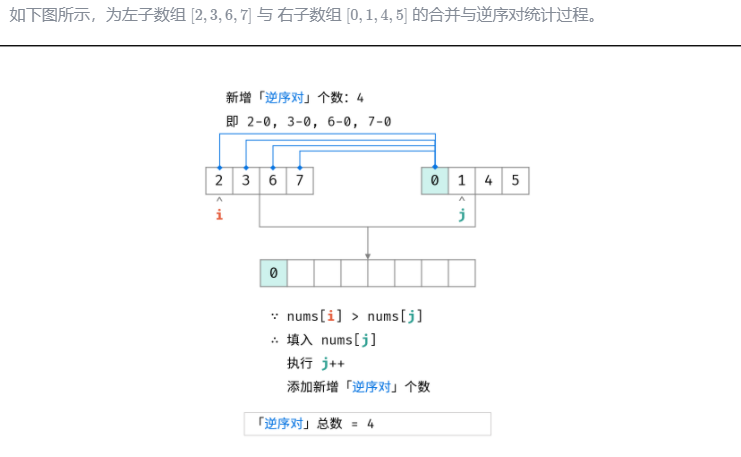 如下图所示，为左子数组 [2,3,6,7] 与 右子数组 [0,1,4,5] 的合并与逆序对统计过程。
新增「逆序对」个数：4
即 2-0, 3-0, 6-0, 7-0
2 3 6 7 0 1 4 5
^ ^
i j
0
∵ nums[i] > nums[j]
∴ 填入 nums[j]
执行 j++
添加新增「逆序对」个数
「逆序对」总数 = 4